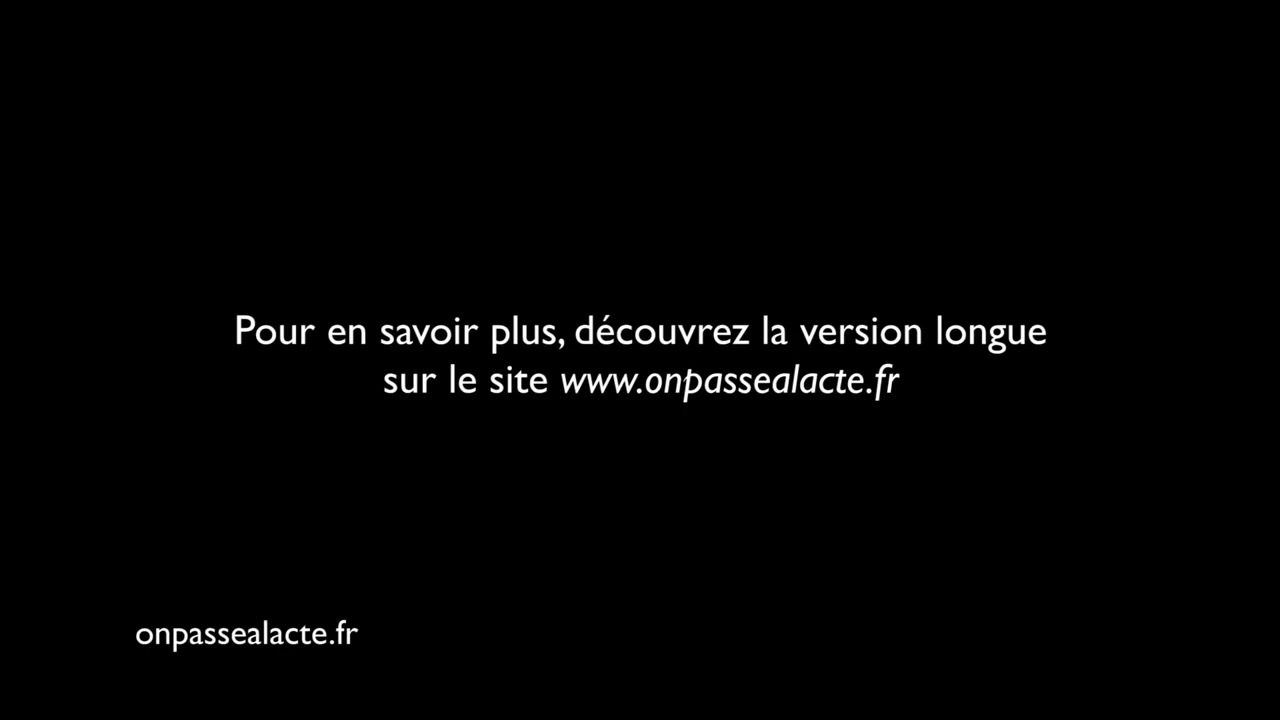 Pour en savoir plus, découvrez la version longue
sur le site www.onpassealacte.fr
onpassealacte.fr